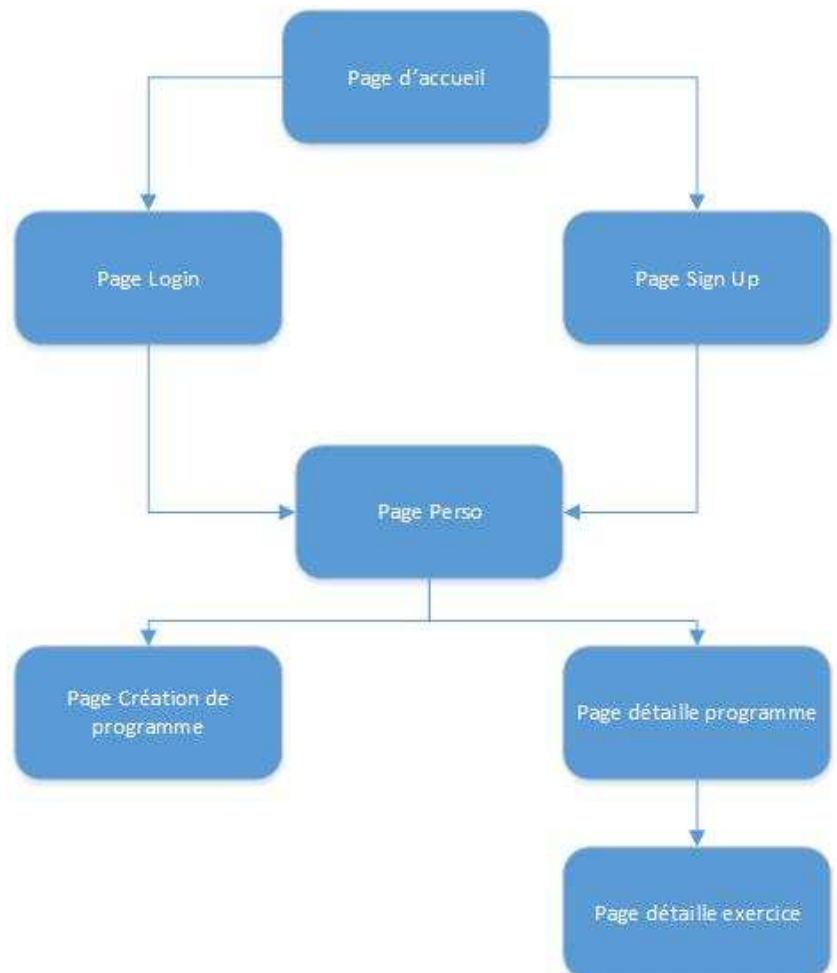 Page d'accueil
Page Login
Page Sign Up
Page Perso
Page Création de
programme
Page détaille programme
Page détaille exercice